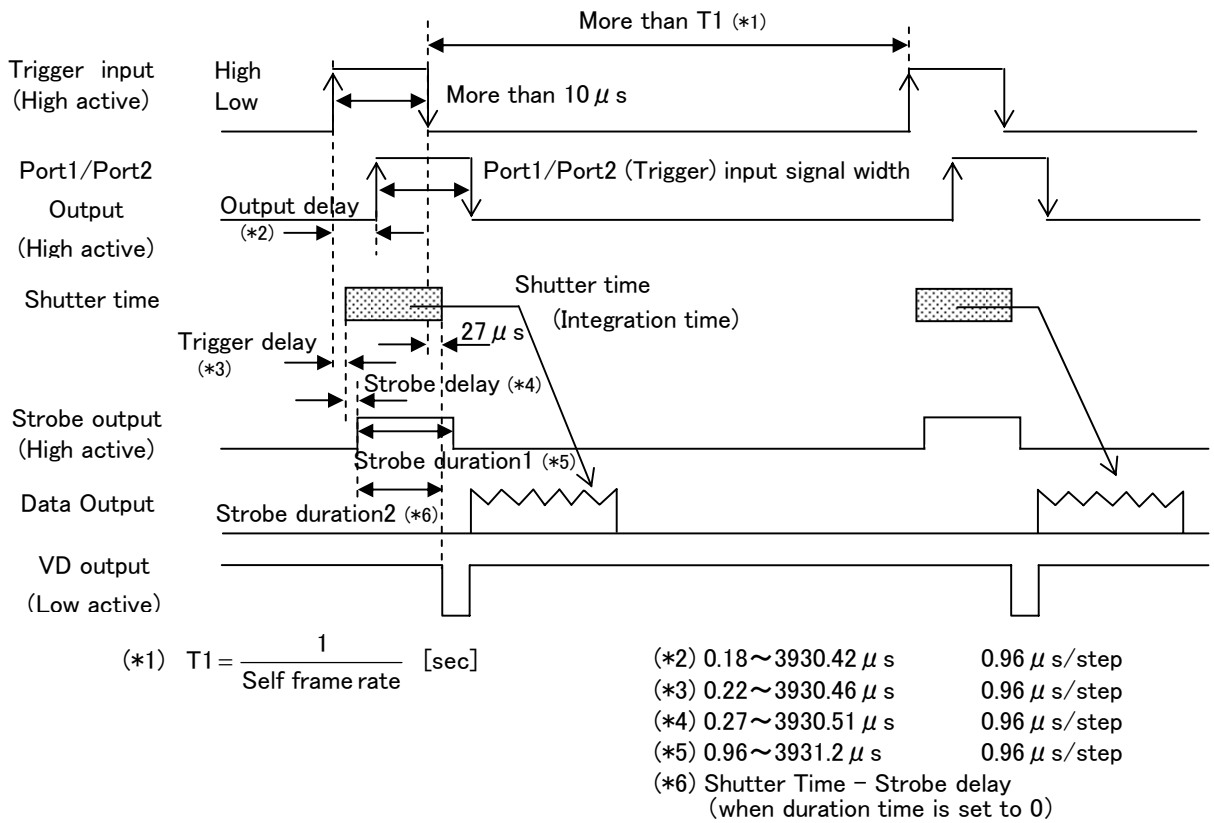 More than T1 (*1)
Trigger input
(High active)
High
Low
More than 10 μ s
Port1/Port2
Output
(High active)
Port1/Port2 (Trigger) input signal width
Output delay
(*2)
Shutter time
Shutter time
(Integration time)
27 μ s
Trigger delay
(*3)
Strobe delay (*4)
Strobe output
(High active)
Strobe duration1 (*5)
Data Output
Strobe duration2 (*6)
VD output
(Low active)
(*1) T1 = 1 / Self frame rate [sec]
(*2) 0.18～3930.42 μ s 0.96 μ s/step
(*3) 0.22～3930.46 μ s 0.96 μ s/step
(*4) 0.27～3930.51 μ s 0.96 μ s/step
(*5) 0.96～3931.2 μ s 0.96 μ s/step
(*6) Shutter Time － Strobe delay
(when duration time is set to 0)